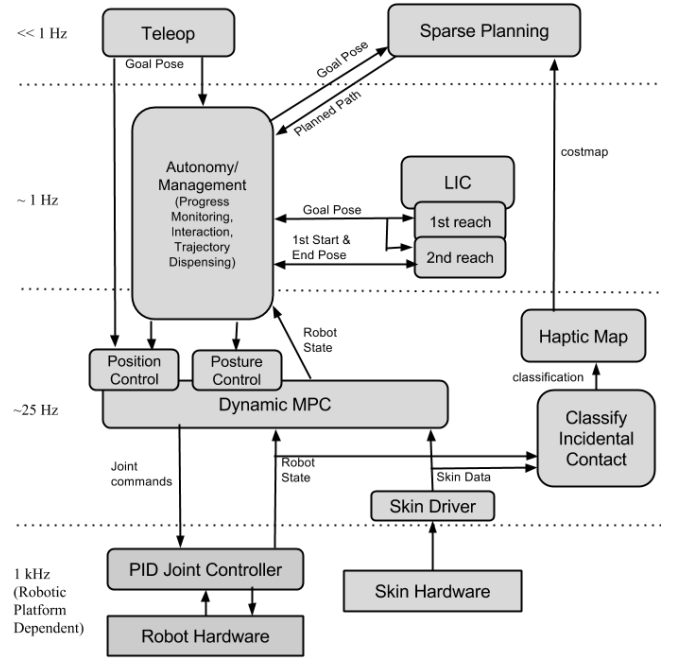 << 1 Hz
Teleop
Sparse Planning
Goal Pose
Goal Pose
Planned Path
costmap
~ 1 Hz
Autonomy/
Management
(Progress
Monitoring,
Interaction,
Trajectory
Dispensing)
LIC
1st reach
2nd reach
Goal Pose
1st Start &
End Pose
Robot
State
Haptic Map
classification
Position
Control
Posture
Control
~25 Hz
Dynamic MPC
Classify
Incidental
Contact
Joint
commands
Robot
State
Skin Data
Skin Driver
1 kHz
(Robotic
Platform
Dependent)
PID Joint Controller
Skin Hardware
Robot Hardware